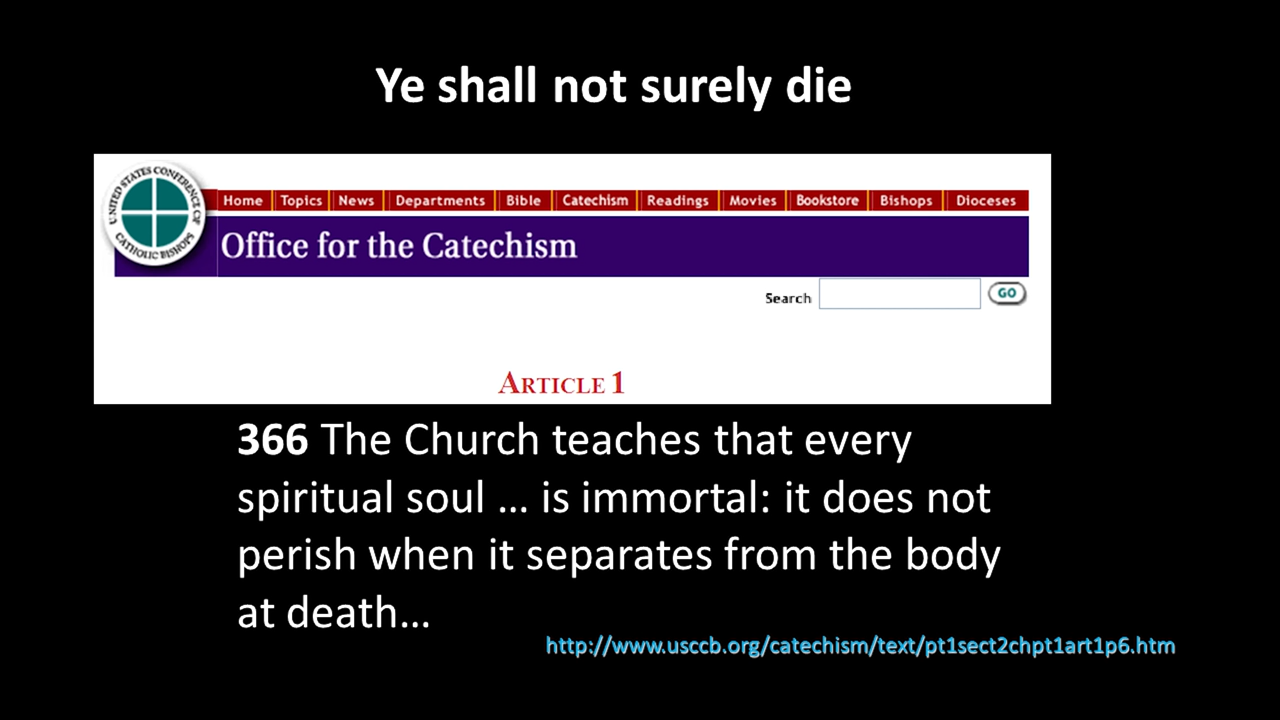 Ye shall not surely die
UNITED STATES CONFERENCE OF CATHOLIC BISHOPS
Home Topics News Departments Bible Catechism Readings Movies Bookstore Bishops Dioceses
Office for the Catechism
Search GO
ARTICLE 1
366 The Church teaches that every
spiritual soul ... is immortal: it does not
perish when it separates from the body
at death...
http://www.usccb.org/catechism/text/pt1sect2chpt1art1p6.htm